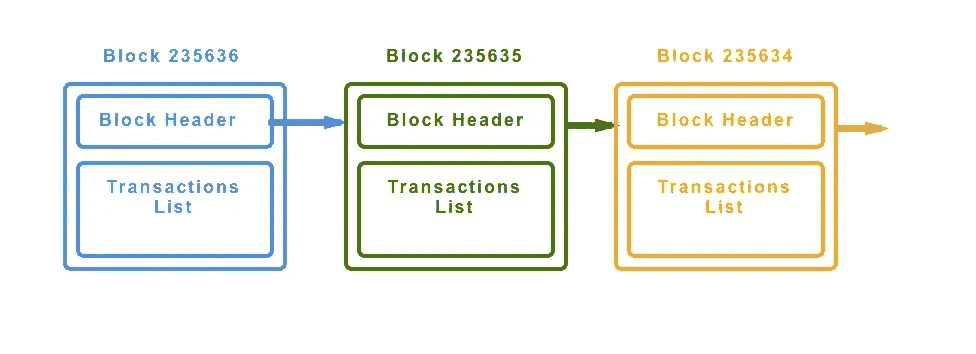 Block 235636
Block Header
Transactions
List
Block 235635
Block Header
Transactions
List
Block 235634
Block Header
Transactions
List